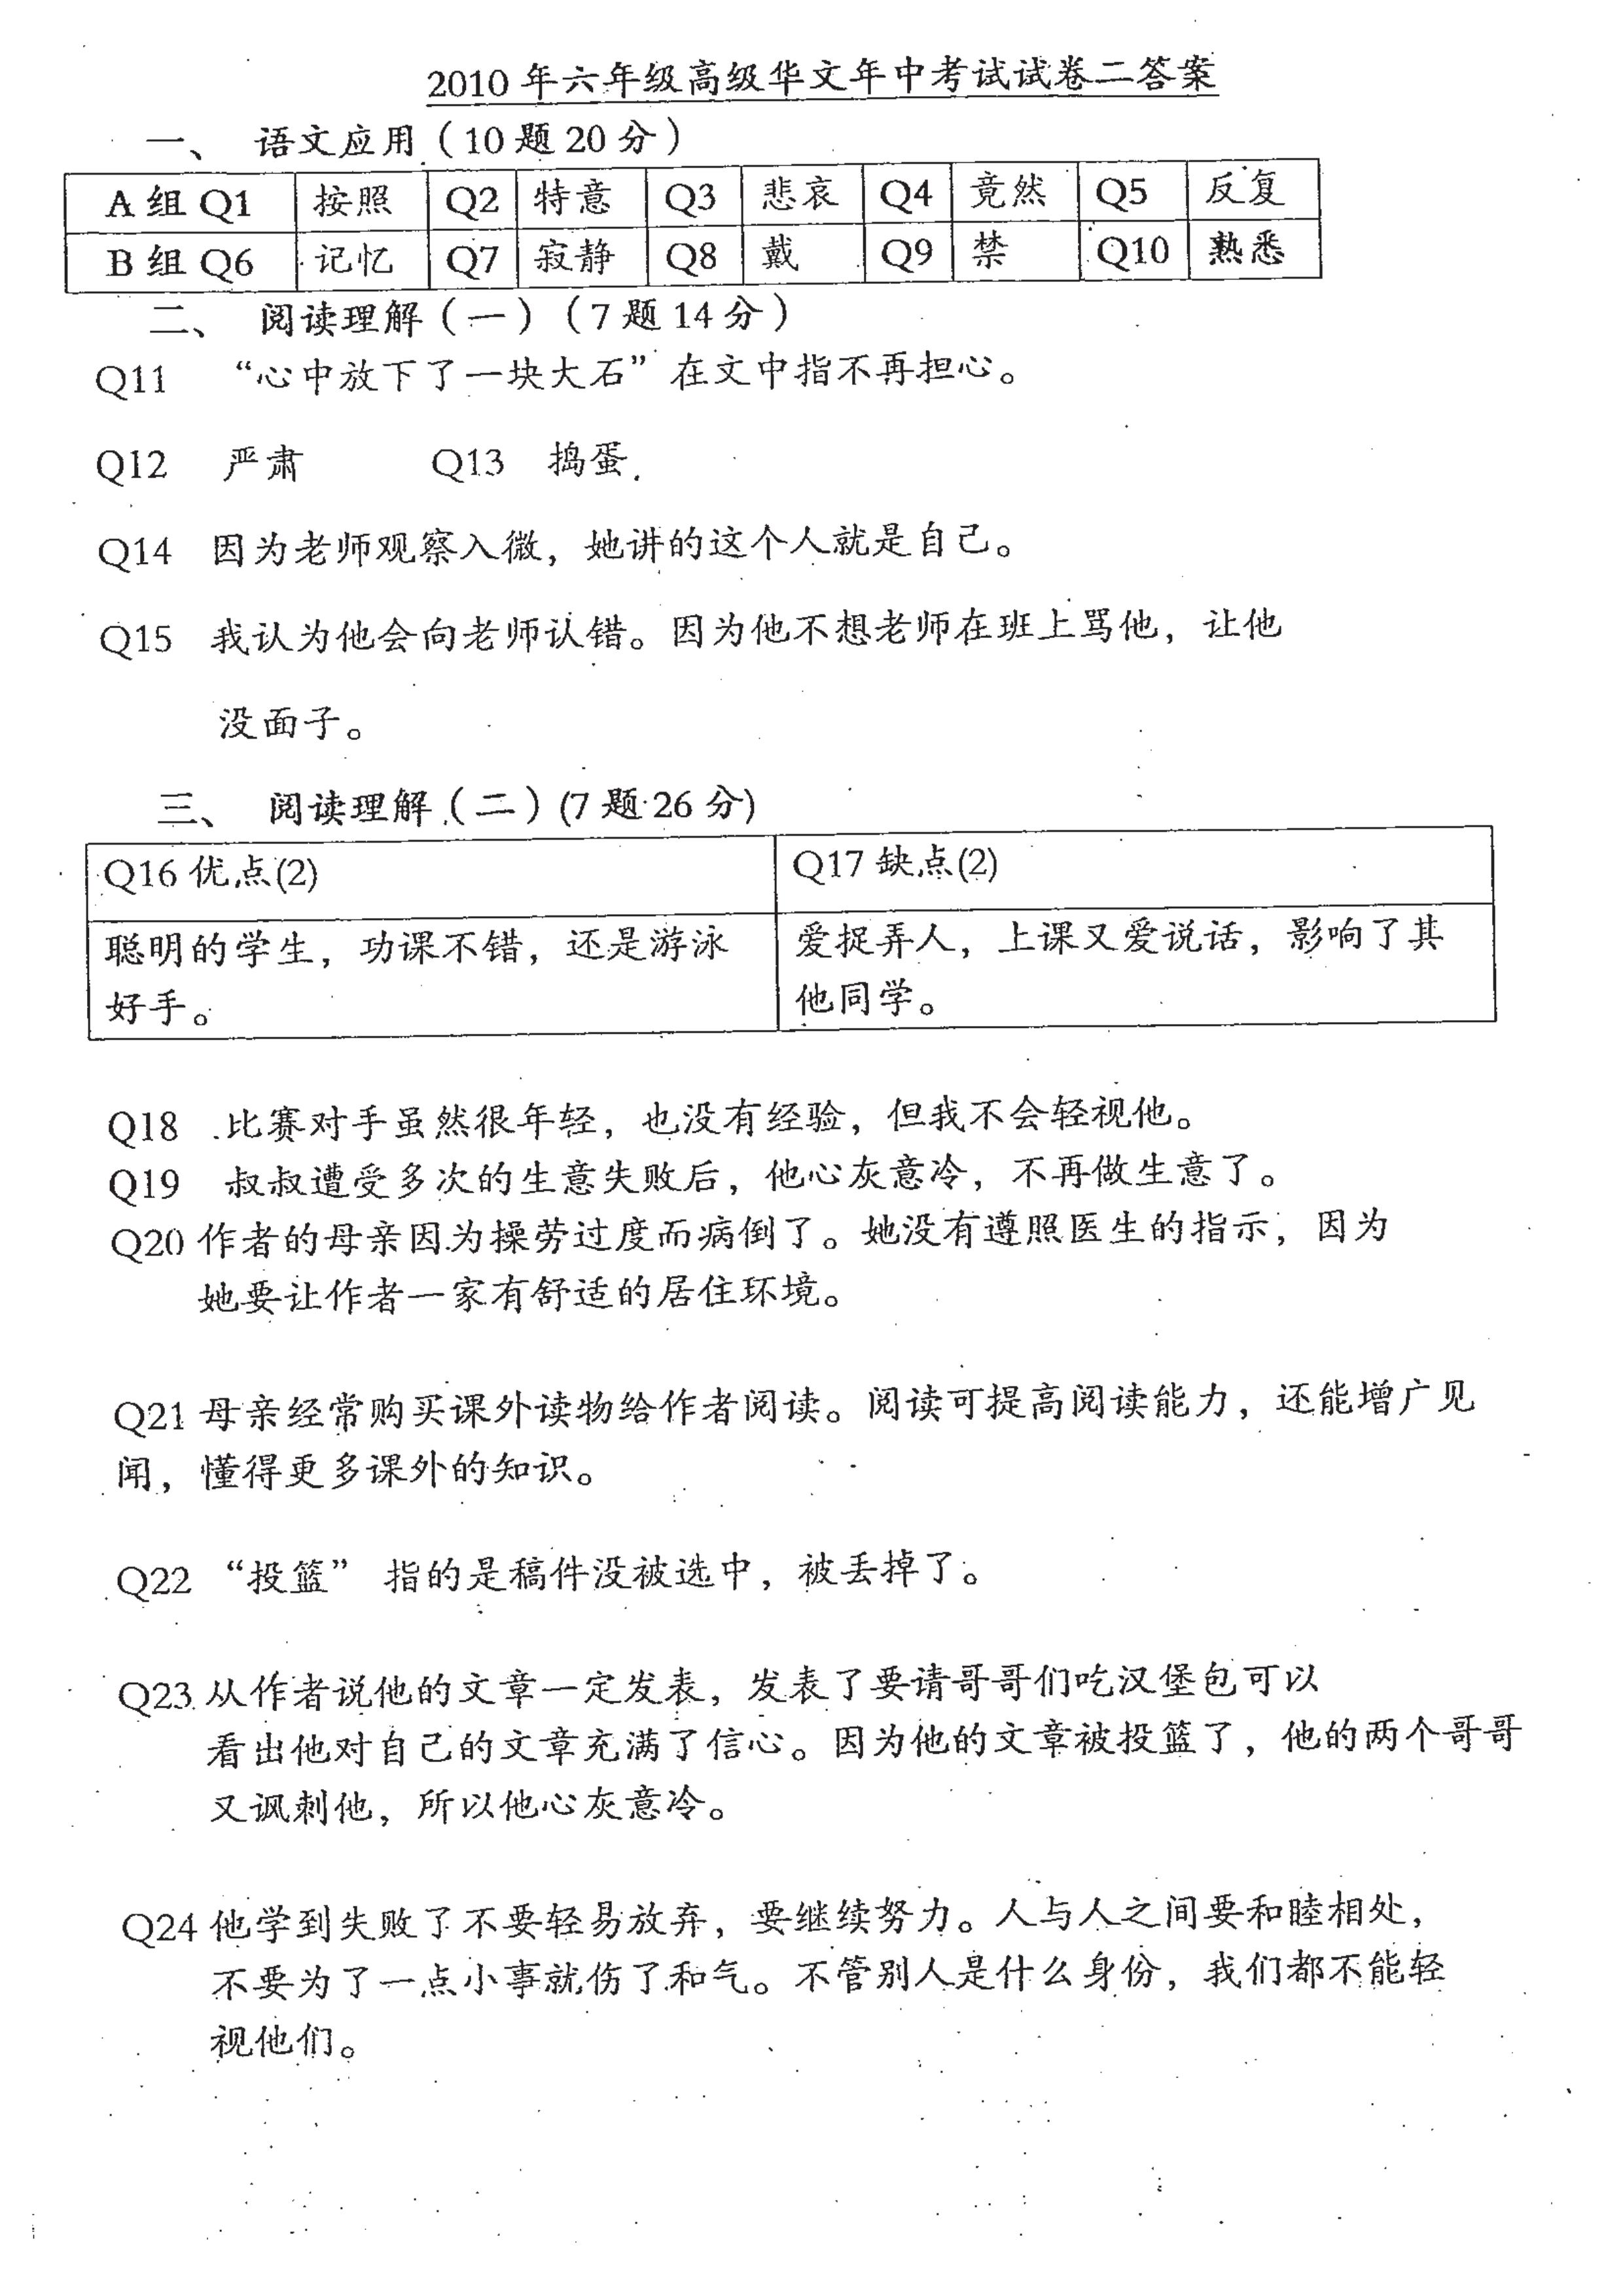 2010 年六年级高级华文年中考试试卷二答案
一、 语文应用（10 题 20 分）
A 组 Q1 按照 Q2 特意 Q3 悲哀 Q4 竟然 Q5 反复
B 组 Q6 记忆 Q7 寂静 Q8 戴 Q9 禁 Q10 熟悉
二、 阅读理解（一）（7 题 14 分）
Q11 “心中放下了一块大石”在文中指不再担心。
Q12 严肃 Q13 捣蛋
Q14 因为老师观察入微，她讲的这个人就是自己。
Q15 我认为他会向老师认错。因为他不想老师在班上骂他，让他
没面子。
三、 阅读理解（二）(7 题 26 分)
Q16 优点(2) Q17 缺点(2)
聪明的学生，功课不错，还是游泳 爱捉弄人，上课又爱说话，影响了其
好手。 他同学。
Q18 比赛对手虽然很年轻，也没有经验，但我不会轻视他。
Q19 叔叔遭受多次的生意失败后，他心灰意冷，不再做生意了。
Q20 作者的母亲因为操劳过度而病倒了。她没有遵照医生的指示，因为
她要让作者一家有舒适的居住环境。
Q21 母亲经常购买课外读物给作者阅读。阅读可提高阅读能力，还能增广见
闻，懂得更多课外的知识。
Q22 “投篮” 指的是稿件没被选中，被丢掉了。
Q23 从作者说他的文章一定发表，发表了要请哥哥们吃汉堡包可以
看出他对自己的文章充满了信心。因为他的文章被投篮了，他的两个哥哥
又讽刺他，所以他心灰意冷。
Q24 他学到失败了不要轻易放弃，要继续努力。人与人之间要和睦相处，
不要为了一点小事就伤了和气。不管别人是什么身份，我们都不能轻
视他们。